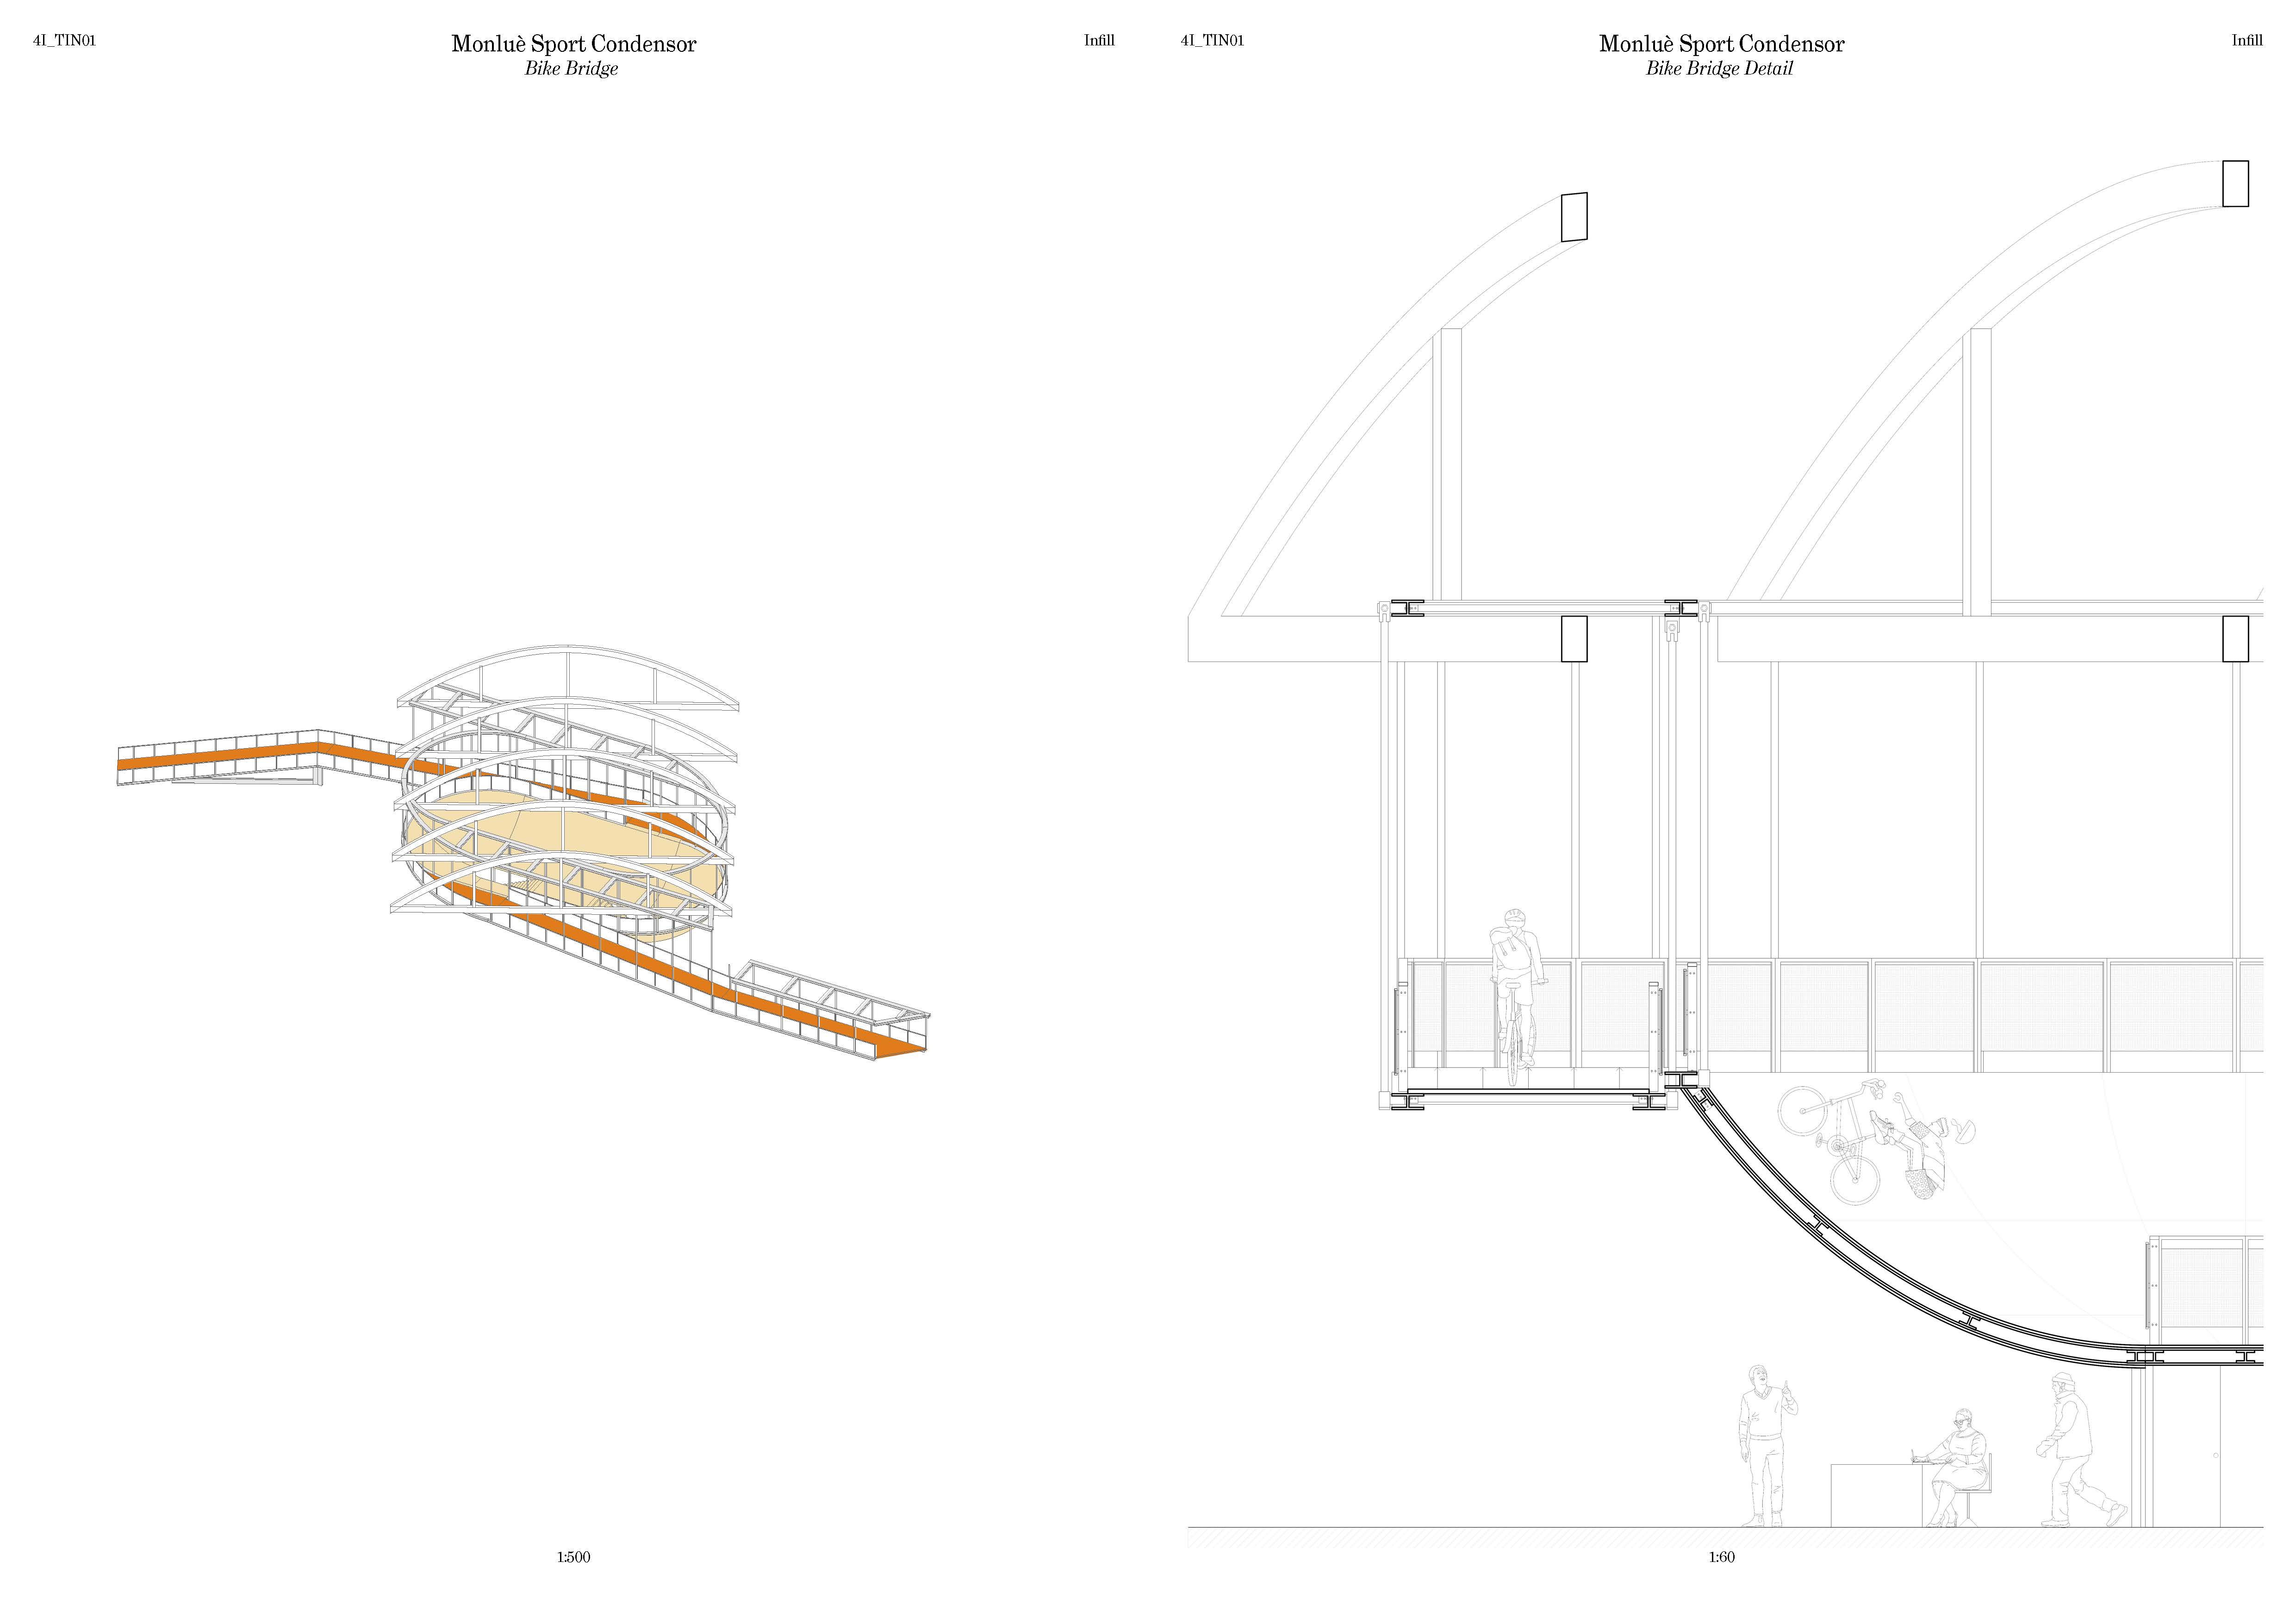 4I_TIN01
Monluè Sport Condensor
Bike Bridge
Infill
1:500
4I_TIN01
Monluè Sport Condensor
Bike Bridge Detail
Infill
1:60